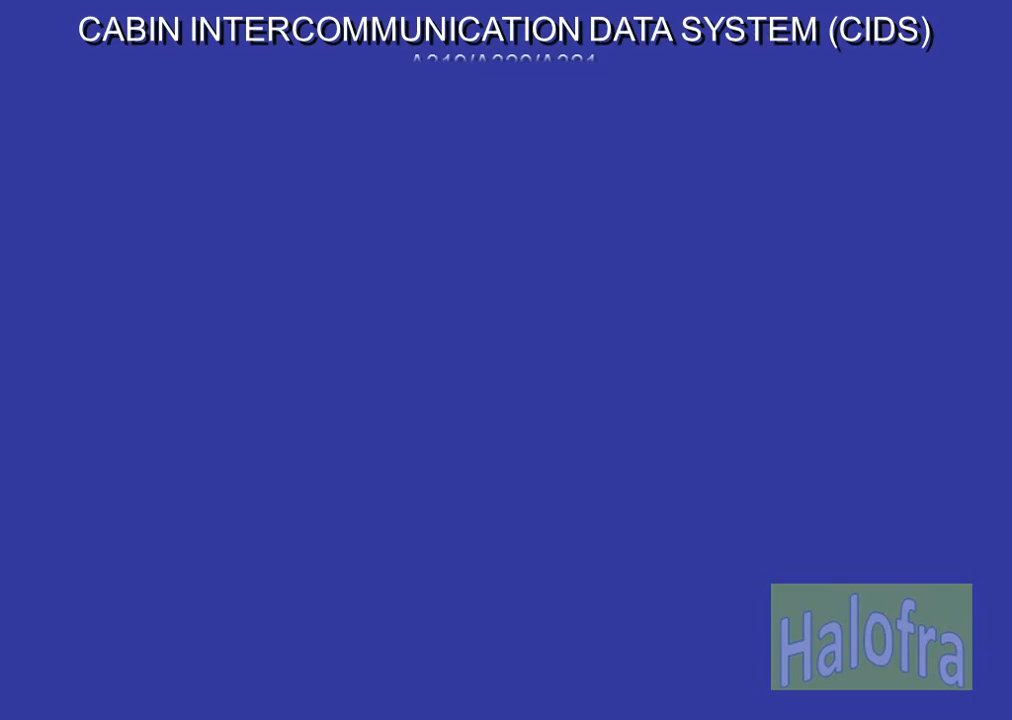 CABIN INTERCOMMUNICATION DATA SYSTEM (CIDS)
Halofra